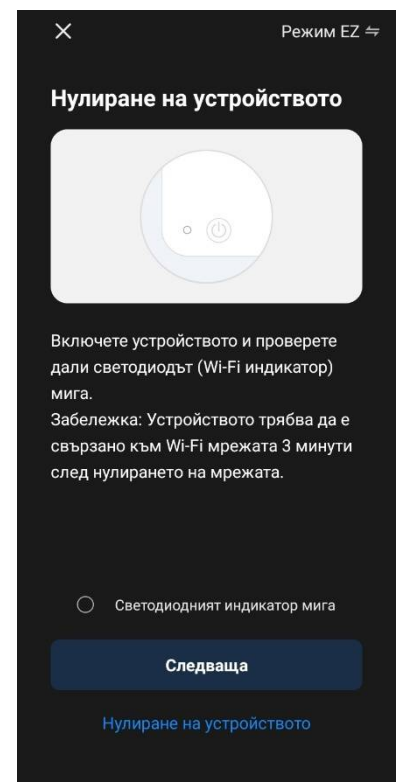 Режим EZ ⇋
Нулиране на устройството
Включете устройството и проверете
дали светодиодът (Wi-Fi индикатор)
мига.
Забележка: Устройството трябва да е
свързано към Wi-Fi мрежата 3 минути
след нулирането на мрежата.
Светодиодният индикатор мига
Следваща
Нулиране на устройството